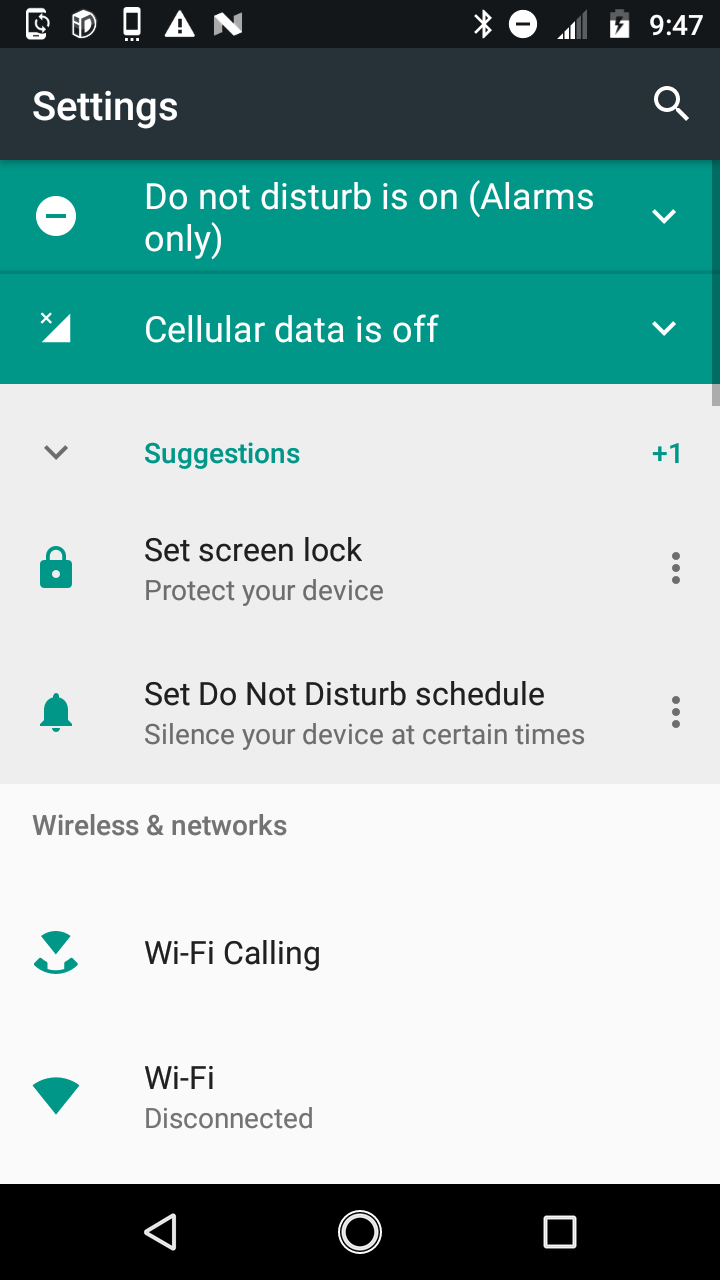 9:47
Settings
Do not disturb is on (Alarms
only)
Cellular data is off
Suggestions +1
Set screen lock
Protect your device
Set Do Not Disturb schedule
Silence your device at certain times
Wireless & networks
Wi-Fi Calling
Wi-Fi
Disconnected